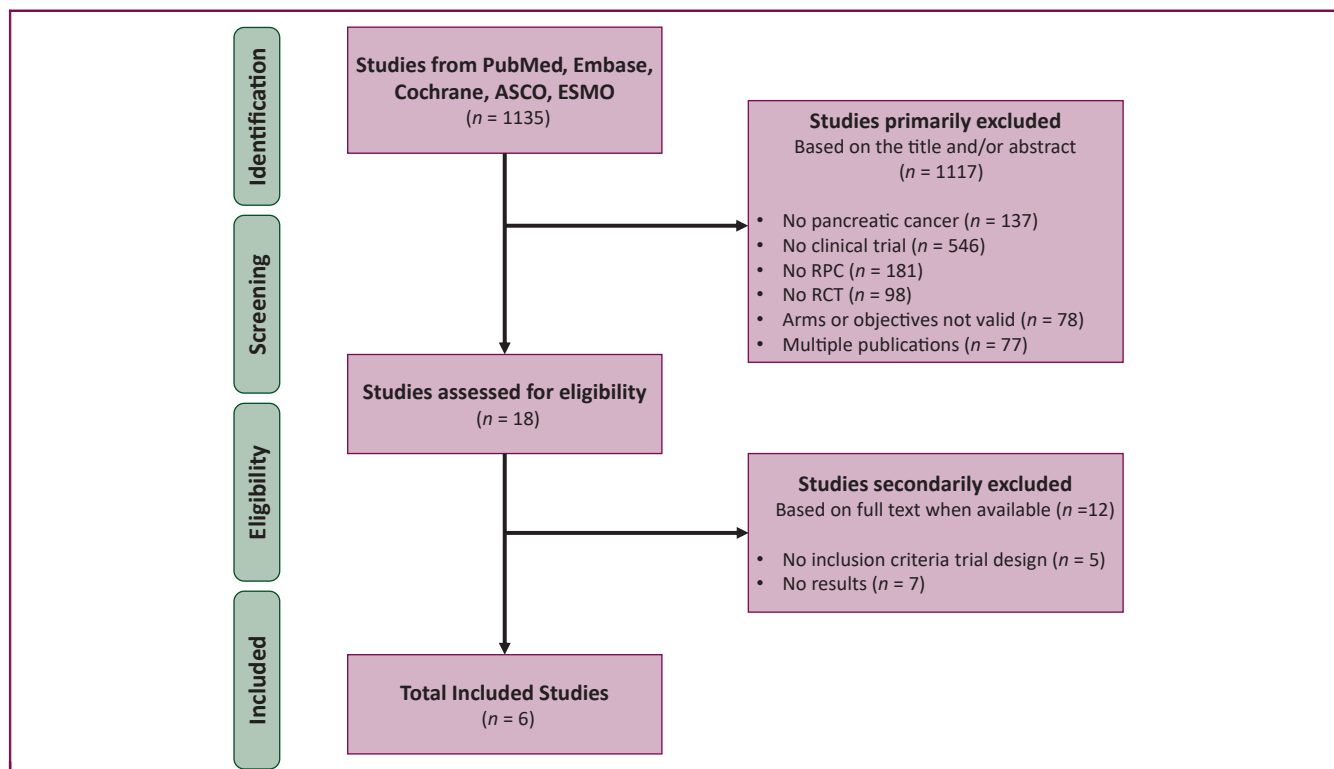 Identification
Screening
Eligibility
Included
Studies from PubMed, Embase,
Cochrane, ASCO, ESMO
(n = 1135)
Studies primarily excluded
Based on the title and/or abstract
(n = 1117)
• No pancreatic cancer (n = 137)
• No clinical trial (n = 546)
• No RPC (n = 181)
• No RCT (n = 98)
• Arms or objectives not valid (n = 78)
• Multiple publications (n = 77)
Studies assessed for eligibility
(n = 18)
Studies secondarily excluded
Based on full text when available (n =12)
• No inclusion criteria trial design (n = 5)
• No results (n = 7)
Total Included Studies
(n = 6)